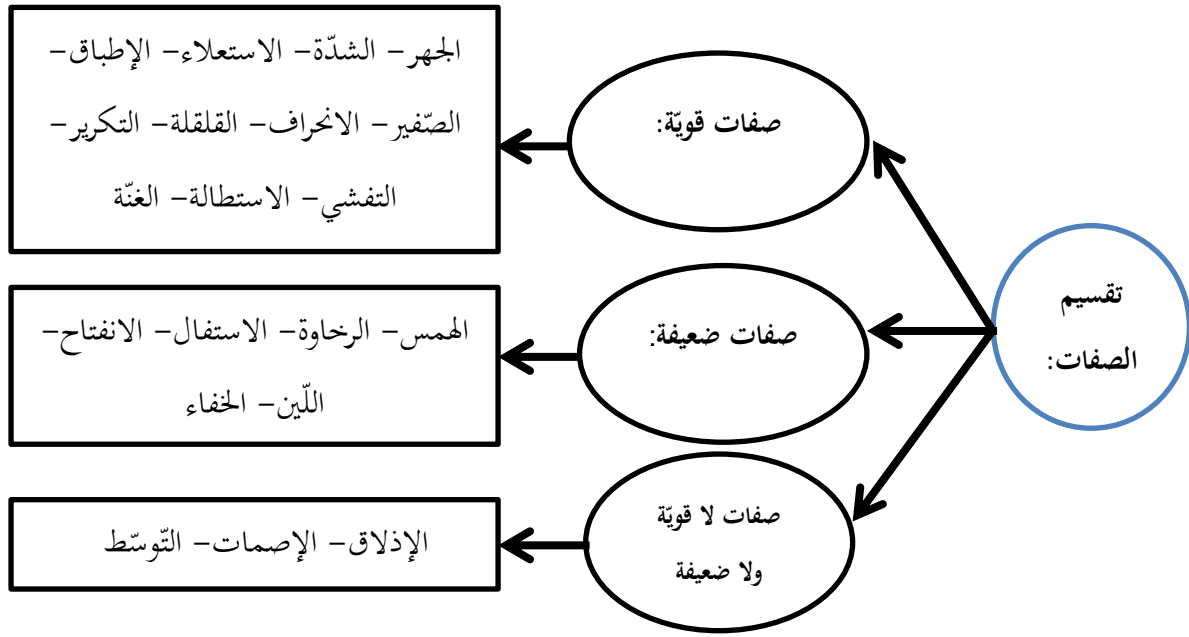 تقسيم
الصفات:
صفات قويّة:
الجهر– الشدّة– الاستعلاء– الإطباق–
الصّفير– الانحراف– القلقلة– التكرير–
التفشي– الاستطالة– الغنّة
صفات ضعيفة:
الهمس– الرخاوة– الاستفال– الانفتاح–
اللّين– الخفاء
صفات لا قويّة
ولا ضعيفة
الإذلاق– الإصمات– التّوسّط